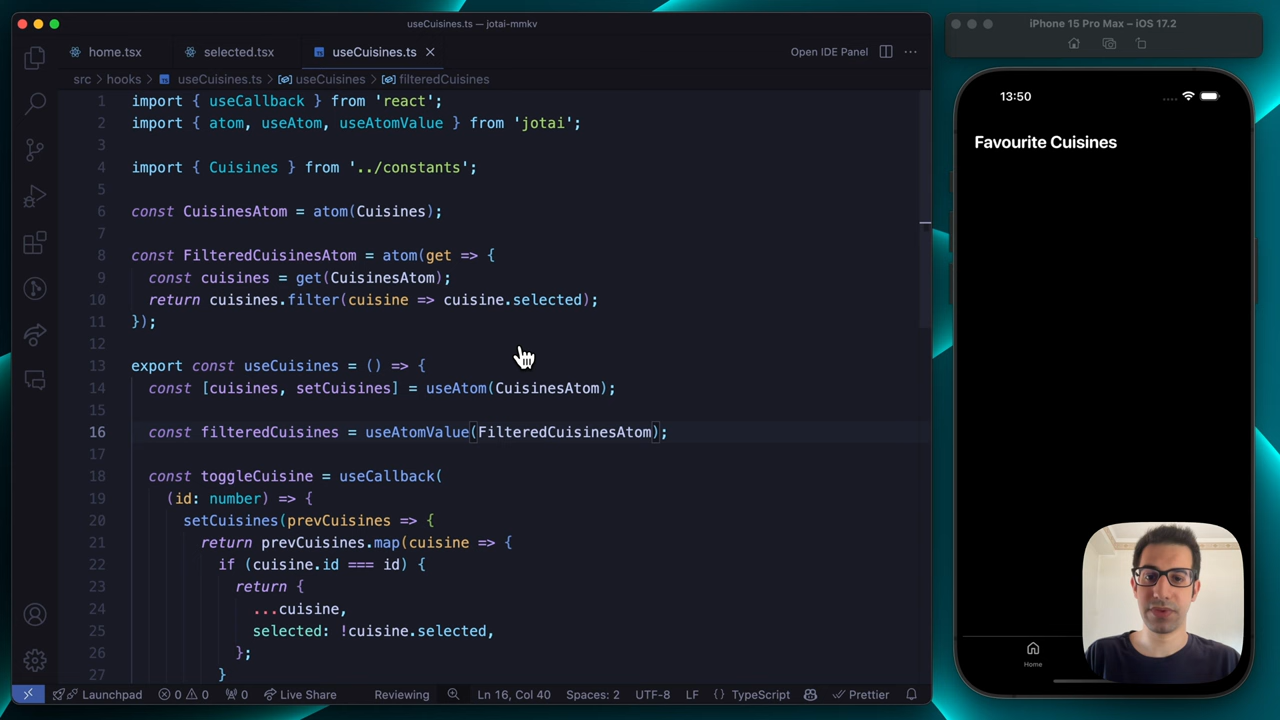 useCuisines.ts — jotai-mmkv
home.tsx
selected.tsx
useCuisines.ts
Open IDE Panel
src > hooks > useCuisines.ts > useCuisines > filteredCuisines
1 import { useCallback } from 'react';
2 import { atom, useAtom, useAtomValue } from 'jotai';
3
4 import { Cuisines } from '../constants';
5
6 const CuisinesAtom = atom(Cuisines);
7
8 const FilteredCuisinesAtom = atom(get => {
9 const cuisines = get(CuisinesAtom);
10 return cuisines.filter(cuisine => cuisine.selected);
11 });
12
13 export const useCuisines = () => {
14 const [cuisines, setCuisines] = useAtom(CuisinesAtom);
15
16 const filteredCuisines = useAtomValue(FilteredCuisinesAtom);
17
18 const toggleCuisine = useCallback(
19 (id: number) => {
20 setCuisines(prevCuisines => {
21 return prevCuisines.map(cuisine => {
22 if (cuisine.id === id) {
23 return {
24 ...cuisine,
25 selected: !cuisine.selected,
26 };
27 }
Launchpad 0 0 0 Live Share Reviewing Ln 16, Col 40 Spaces: 2 UTF-8 LF { } TypeScript Prettier
iPhone 15 Pro Max – iOS 17.2
13:50
Favourite Cuisines
Home